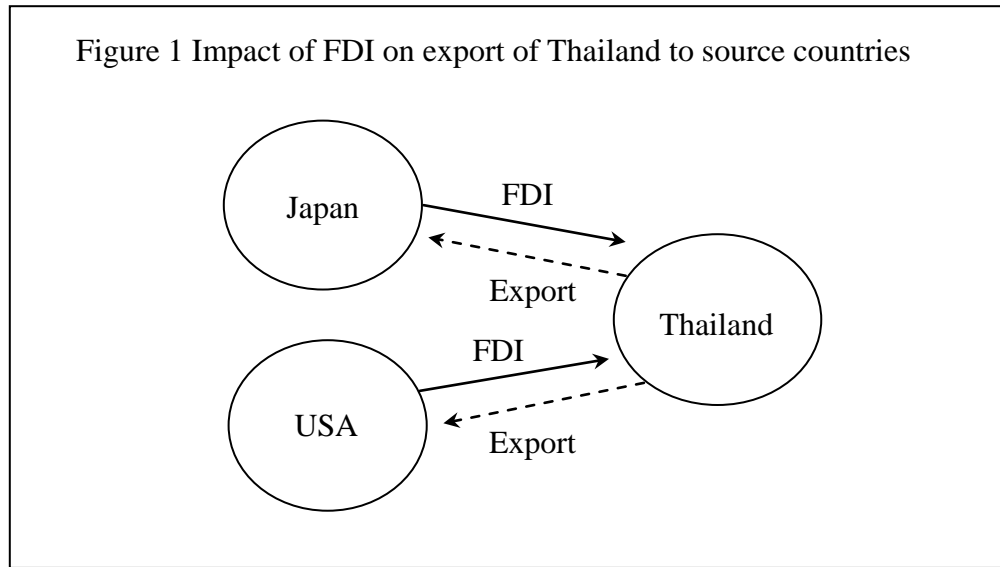 Figure 1 Impact of FDI on export of Thailand to source countries
Japan
FDI
Export
Thailand
FDI
USA
Export